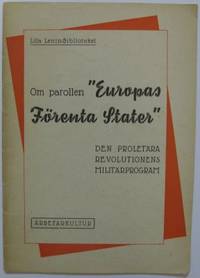 Lilla Leninbiblioteket
Om parollen "Europas
Förenta Stater"
DEN PROLETÄRA
REVOLUTIONENS
MILITÄRPROGRAM
ARBETARKULTUR